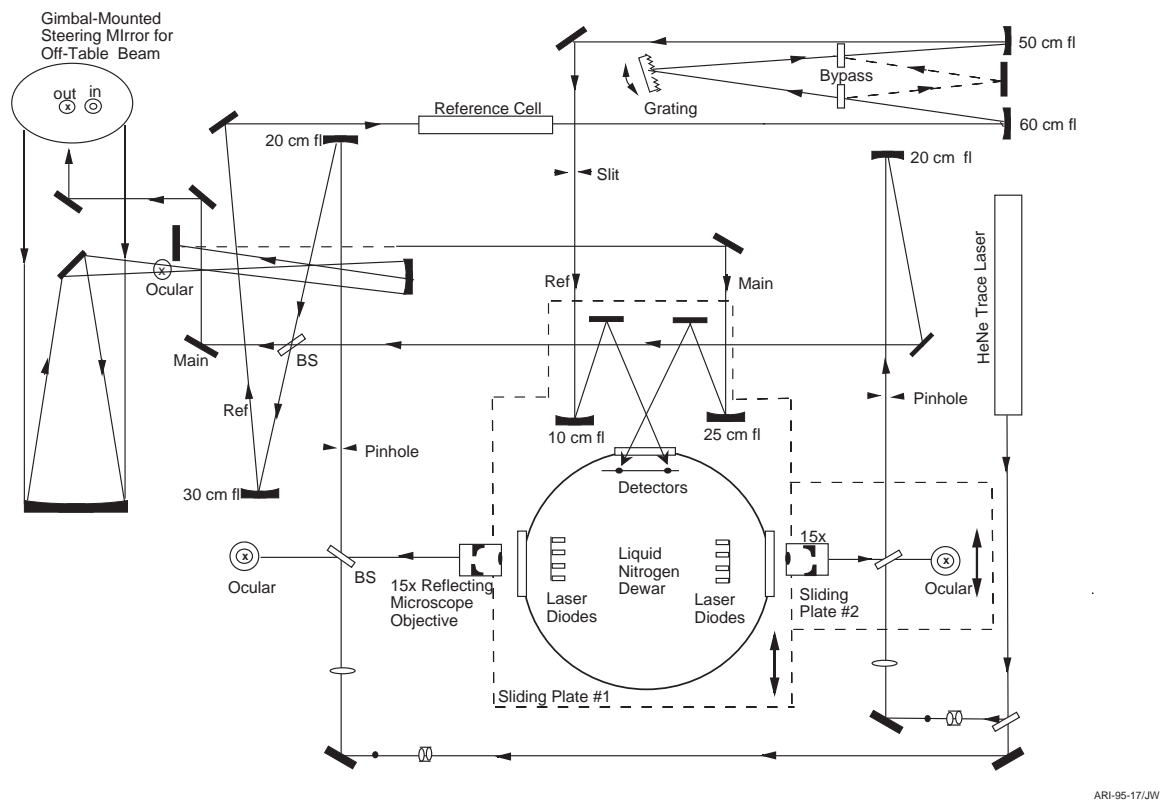 Gimbal-Mounted
Steering MIrror for
Off-Table Beam
out in
x
50 cm fl
Bypass
Grating
Reference Cell
60 cm fl
20 cm fl
20 cm fl
Slit
HeNe Trace Laser
x
Ocular
Ref
Main
Main
BS
Ref
Pinhole
10 cm fl
25 cm fl
Pinhole
30 cm fl
Detectors
15x
x
Ocular
BS
15x Reflecting
Microscope
Objective
Laser
Diodes
Liquid
Nitrogen
Dewar
Laser
Diodes
Sliding
Plate #2
x
Ocular
Sliding Plate #1
ARI-95-17/JW